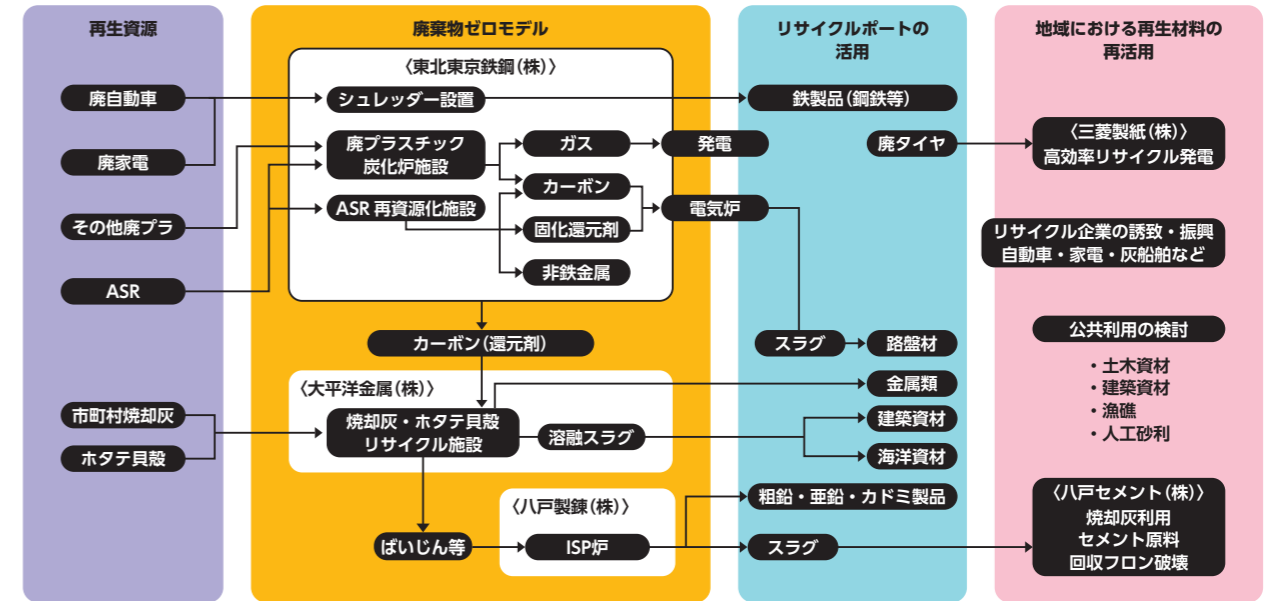 再生資源
廃自動車
廃家電
その他廃プラ
ASR
市町村焼却灰
ホタテ貝殻
廃棄物ゼロモデル
〈東北東京鉄鋼(株)〉
シュレッダー設置
廃プラスチック
炭化炉施設
ASR 再資源化施設
ガス
カーボン
固化還元剤
非鉄金属
発電
電気炉
カーボン(還元剤)
〈大平洋金属(株)〉
焼却灰・ホタテ貝殻
リサイクル施設
溶融スラグ
〈八戸製錬(株)〉
ばいじん等
ISP炉
リサイクルポートの
活用
鉄製品(鋼鉄等)
廃タイヤ
スラグ
路盤材
金属類
建築資材
海洋資材
粗鉛・亜鉛・カドミ製品
スラグ
地域における再生材料の
再活用
〈三菱製紙(株)〉
高効率リサイクル発電
リサイクル企業の誘致・振興
自動車・家電・灰船舶など
公共利用の検討
・土木資材
・建築資材
・漁礁
・人工砂利
〈八戸セメント(株)〉
焼却灰利用
セメント原料
回収フロン破壊